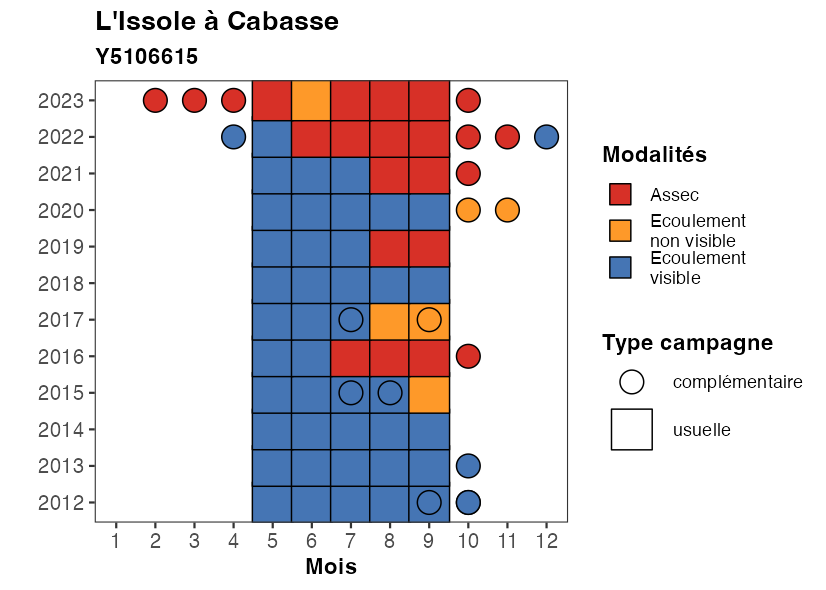 L'Issole à Cabasse
Y5106615
2023
2022
2021
2020
2019
2018
2017
2016
2015
2014
2013
2012
1 2 3 4 5 6 7 8 9 10 11 12
Mois
Modalités
Assec
Ecoulement
non visible
Ecoulement
visible
Type campagne
complémentaire
usuelle